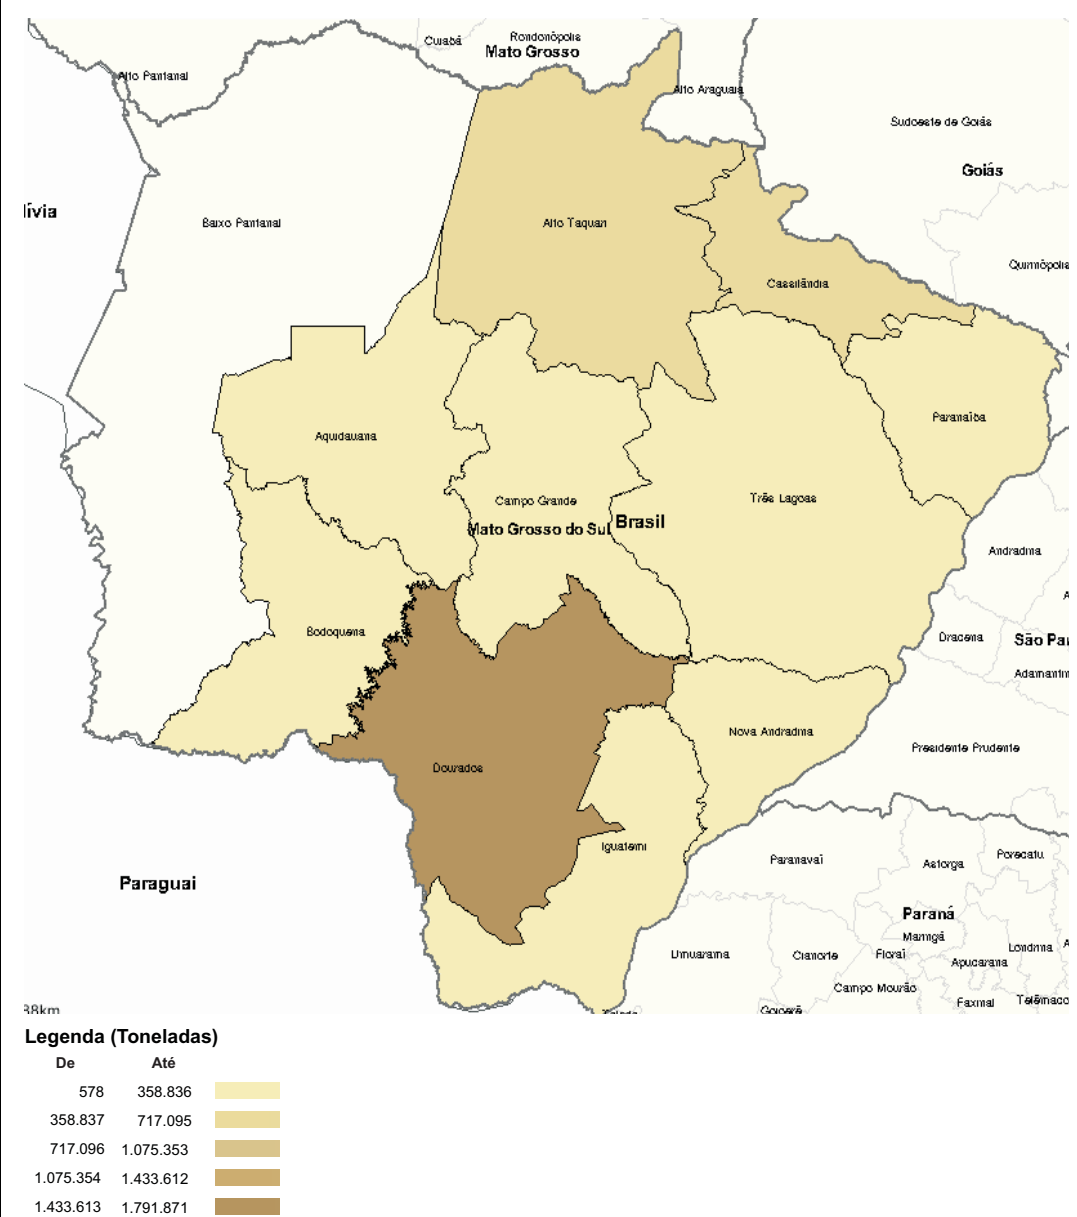 Cuiabá
Rondonópolis
Mato Grosso
Alto Pantanal
Alto Araguaia
Sudoeste de Goiás
Goiás
lívia
Baixo Pantanal
Alto Taquari
Quirinópolis
Cassilândia
Paranaíba
Aquidauana
Campo Grande
Três Lagoas
Mato Grosso do Sul
Brasil
Andradina
A
Bodoquena
Dracena
São Pau
Adamantin
Nova Andradina
Presidente Prudente
Dourados
Iguatemi
Paranavaí
Astorga
Porecatu
Paraguai
Paraná
Maringá
Umuarama
Cianorte
Floraí
Londrina
A
Apucarana
Campo Mourão
Faxinal
Telêmaco
38km
Toledo
Goioerê
Legenda (Toneladas)
De Até
578 358.836
358.837 717.095
717.096 1.075.353
1.075.354 1.433.612
1.433.613 1.791.871